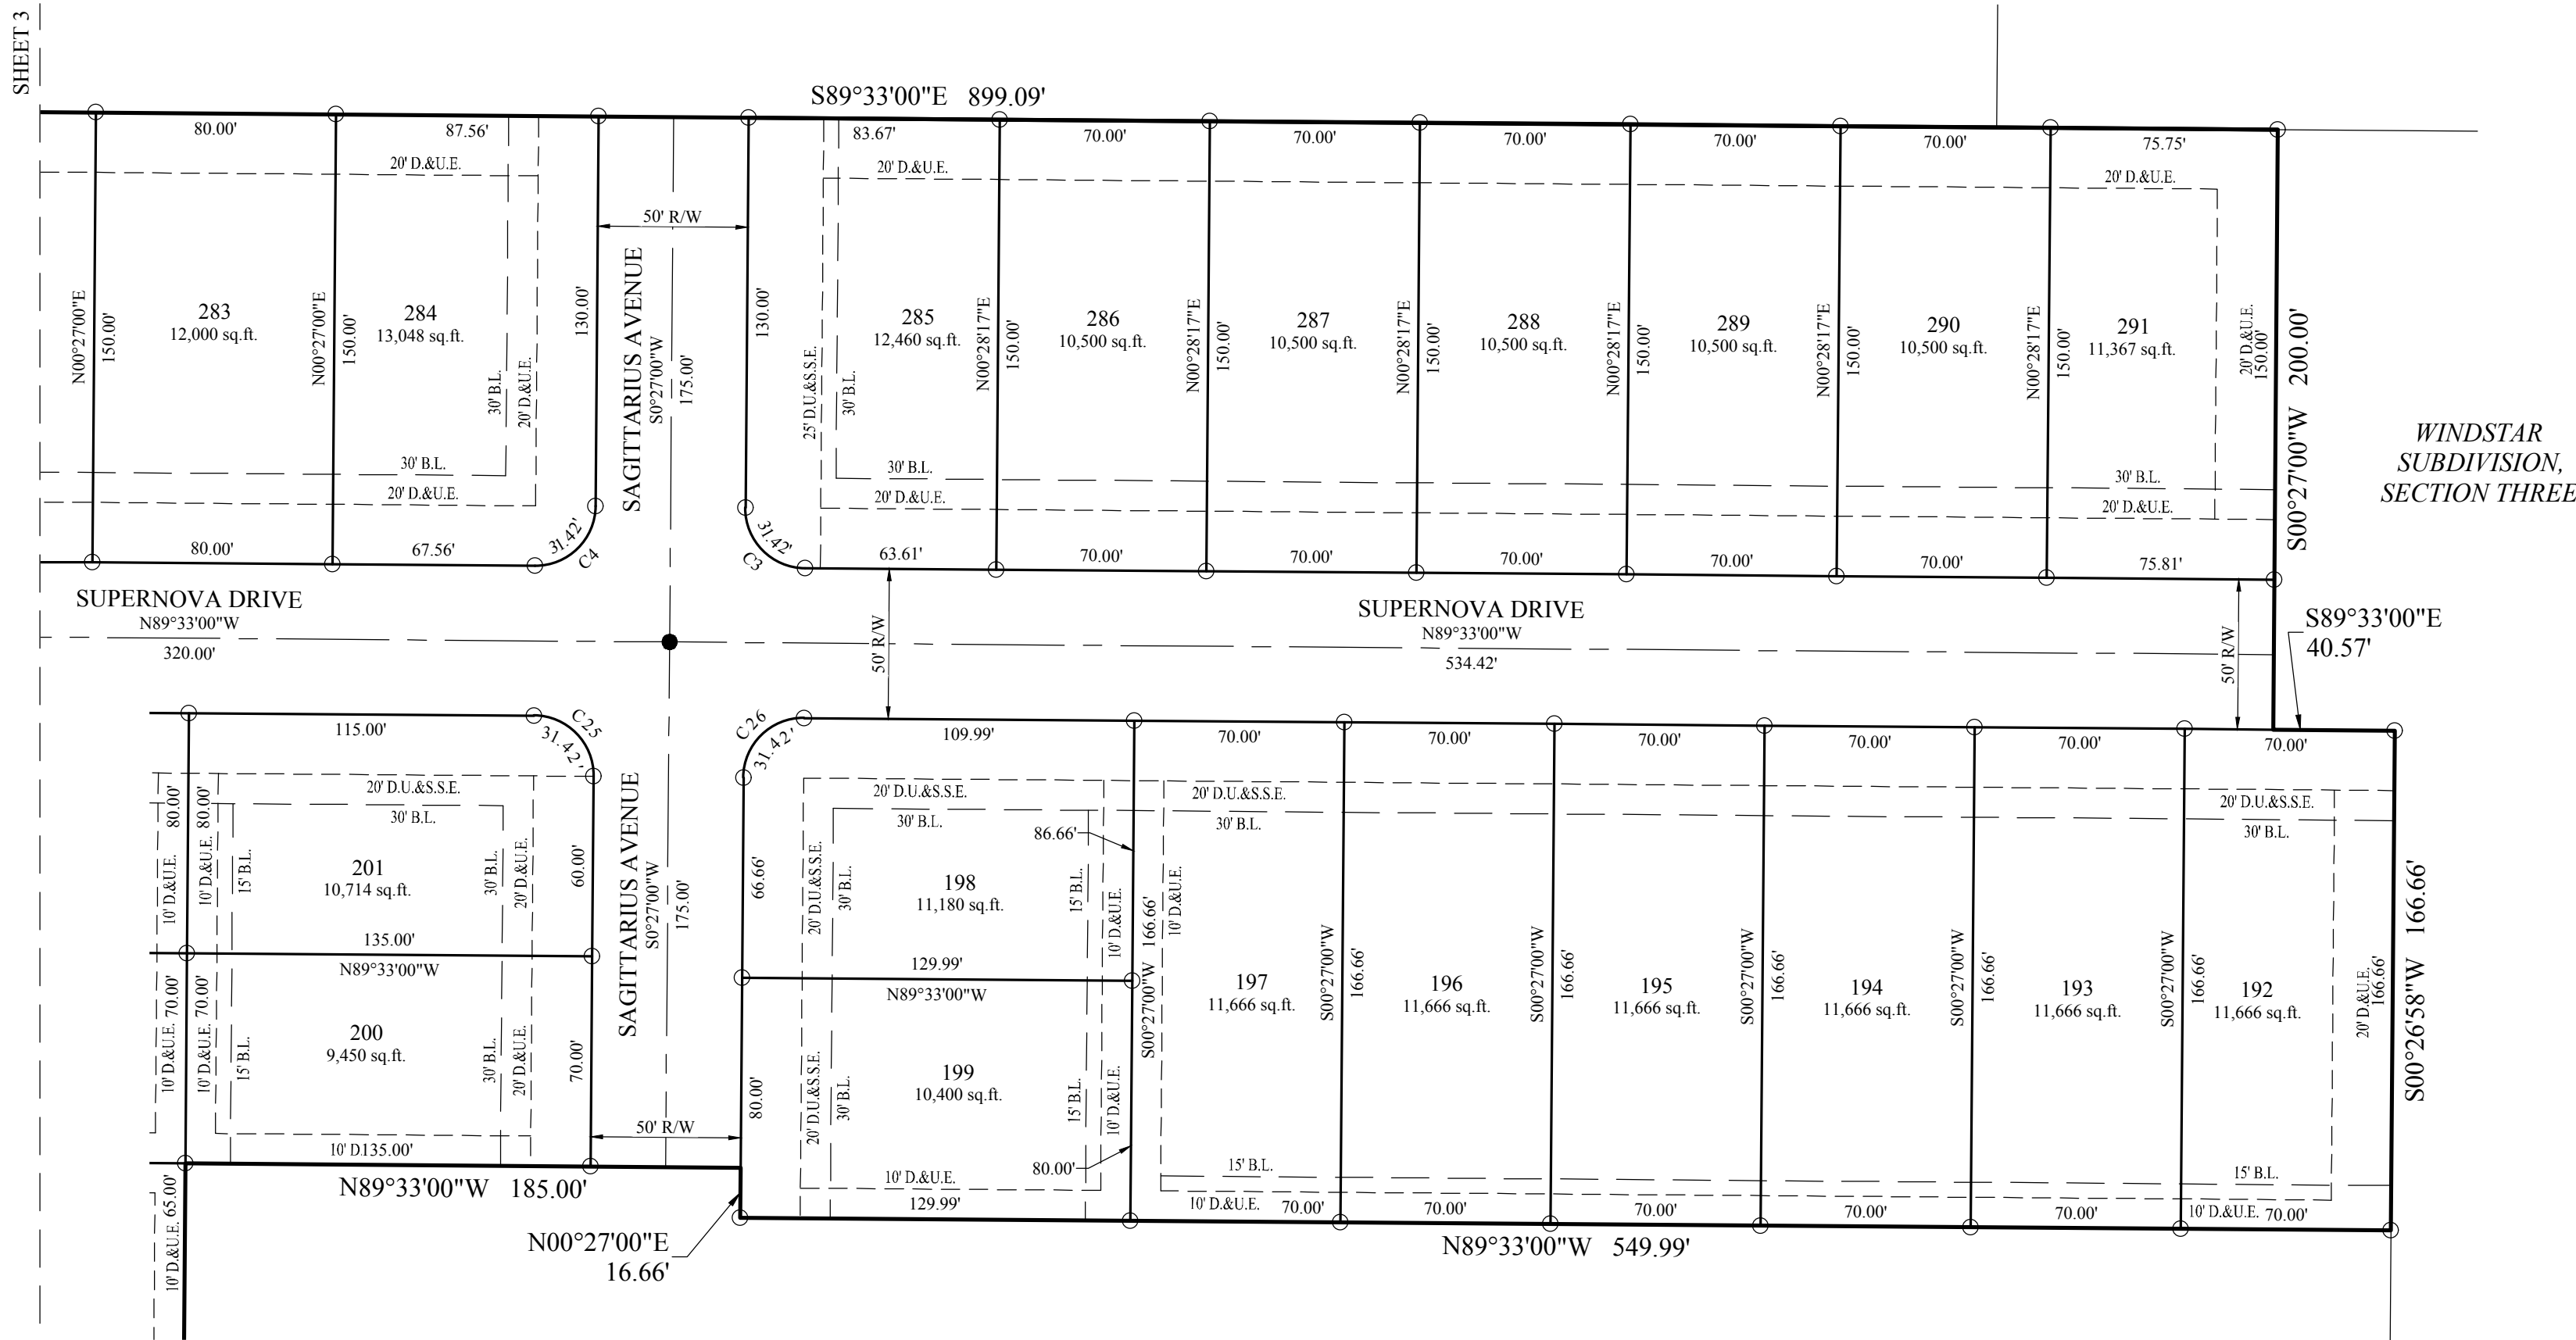 SHEET 3
S89°33'00"E 899.09'
80.00'
87.56'
83.67'
70.00'
70.00'
70.00'
70.00'
70.00'
75.75'
20' D.&U.E.
20' D.&U.E.
20' D.&U.E.
50' R/W
N00°27'00"E
150.00'
283
12,000 sq.ft.
N00°27'00"E
150.00'
284
13,048 sq.ft.
30' B.L.
20' D.&U.E.
130.00'
SAGITTARIUS AVENUE
S0°27'00"W
175.00'
130.00'
25' D.U.&S.S.E.
30' B.L.
285
12,460 sq.ft.
N00°28'17"E
150.00'
286
10,500 sq.ft.
N00°28'17"E
150.00'
287
10,500 sq.ft.
N00°28'17"E
150.00'
288
10,500 sq.ft.
N00°28'17"E
150.00'
289
10,500 sq.ft.
N00°28'17"E
150.00'
290
10,500 sq.ft.
N00°28'17"E
150.00'
291
11,367 sq.ft.
20' D.&U.E.
150.00'
S00°27'00"W 200.00'
WINDSTAR
SUBDIVISION,
SECTION THREE
30' B.L.
20' D.&U.E.
30' B.L.
20' D.&U.E.
30' B.L.
20' D.&U.E.
31.42'
C4
31.42'
C3
80.00'
67.56'
63.61'
70.00'
70.00'
70.00'
70.00'
70.00'
75.81'
SUPERNOVA DRIVE
N89°33'00"W
320.00'
50' R/W
SUPERNOVA DRIVE
N89°33'00"W
534.42'
50' R/W
S89°33'00"E
40.57'
115.00'
C25
31.42'
C26
31.42'
109.99'
70.00'
70.00'
70.00'
70.00'
70.00'
70.00'
20' D.U.&S.S.E.
30' B.L.
20' D.U.&S.S.E.
30' B.L.
20' D.U.&S.S.E.
30' B.L.
20' D.U.&S.S.E.
30' B.L.
10' D.&U.E.
80.00'
10' D.&U.E. 80.00'
15' B.L.
201
10,714 sq.ft.
30' B.L.
20' D.&U.E.
60.00'
SAGITTARIUS AVENUE
S0°27'00"W
175.00'
66.66'
20' D.U.&S.S.E.
30' B.L.
198
11,180 sq.ft.
15' B.L.
86.66'
10' D.&U.E.
S00°27'00"W 166.66'
10' D.&U.E.
135.00'
N89°33'00"W
129.99'
N89°33'00"W
197
11,666 sq.ft.
S00°27'00"W
166.66'
196
11,666 sq.ft.
S00°27'00"W
166.66'
195
11,666 sq.ft.
S00°27'00"W
166.66'
194
11,666 sq.ft.
S00°27'00"W
166.66'
193
11,666 sq.ft.
S00°27'00"W
166.66'
192
11,666 sq.ft.
20' D.&U.E.
166.66'
S00°26'58"W 166.66'
10' D.&U.E. 70.00'
10' D.&U.E. 70.00'
15' B.L.
200
9,450 sq.ft.
30' B.L.
20' D.&U.E.
70.00'
80.00'
20' D.U.&S.S.E.
30' B.L.
199
10,400 sq.ft.
15' B.L.
10' D.&U.E.
80.00'
50' R/W
10' D.135.00'
10' D.&U.E.
129.99'
15' B.L.
10' D.&U.E.
70.00'
70.00'
70.00'
70.00'
70.00'
15' B.L.
10' D.&U.E. 70.00'
10' D.&U.E. 65.00'
N89°33'00"W 185.00'
N00°27'00"E
16.66'
N89°33'00"W 549.99'